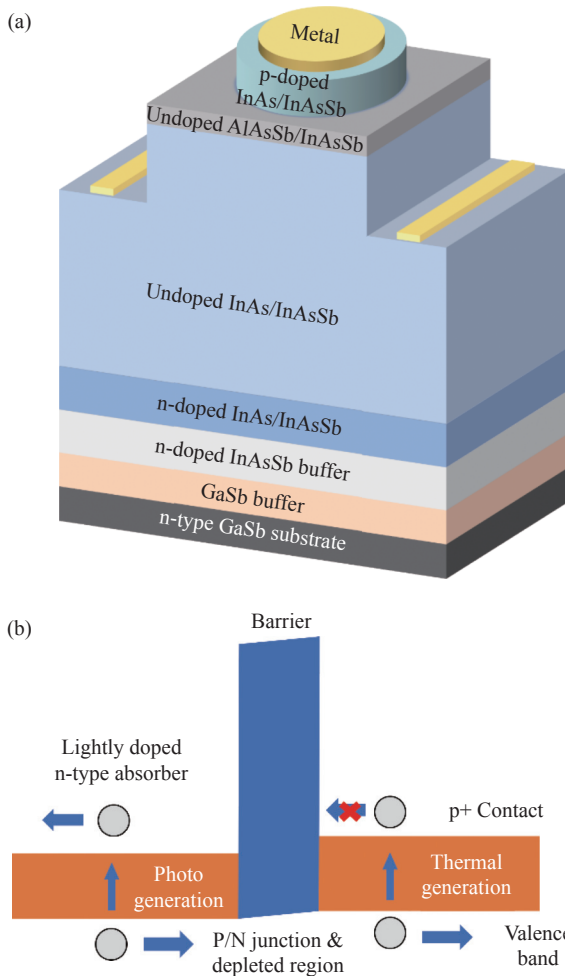 (a)
Metal
p-doped
InAs/InAsSb
Undoped AlAsSb/InAsSb
Undoped InAs/InAsSb
n-doped InAs/InAsSb
n-doped InAsSb buffer
GaSb buffer
n-type GaSb substrate
(b)
Barrier
Lightly doped
n-type absorber
p+ Contact
Photo
generation
Thermal
generation
P/N junction &
depleted region
Valence
band